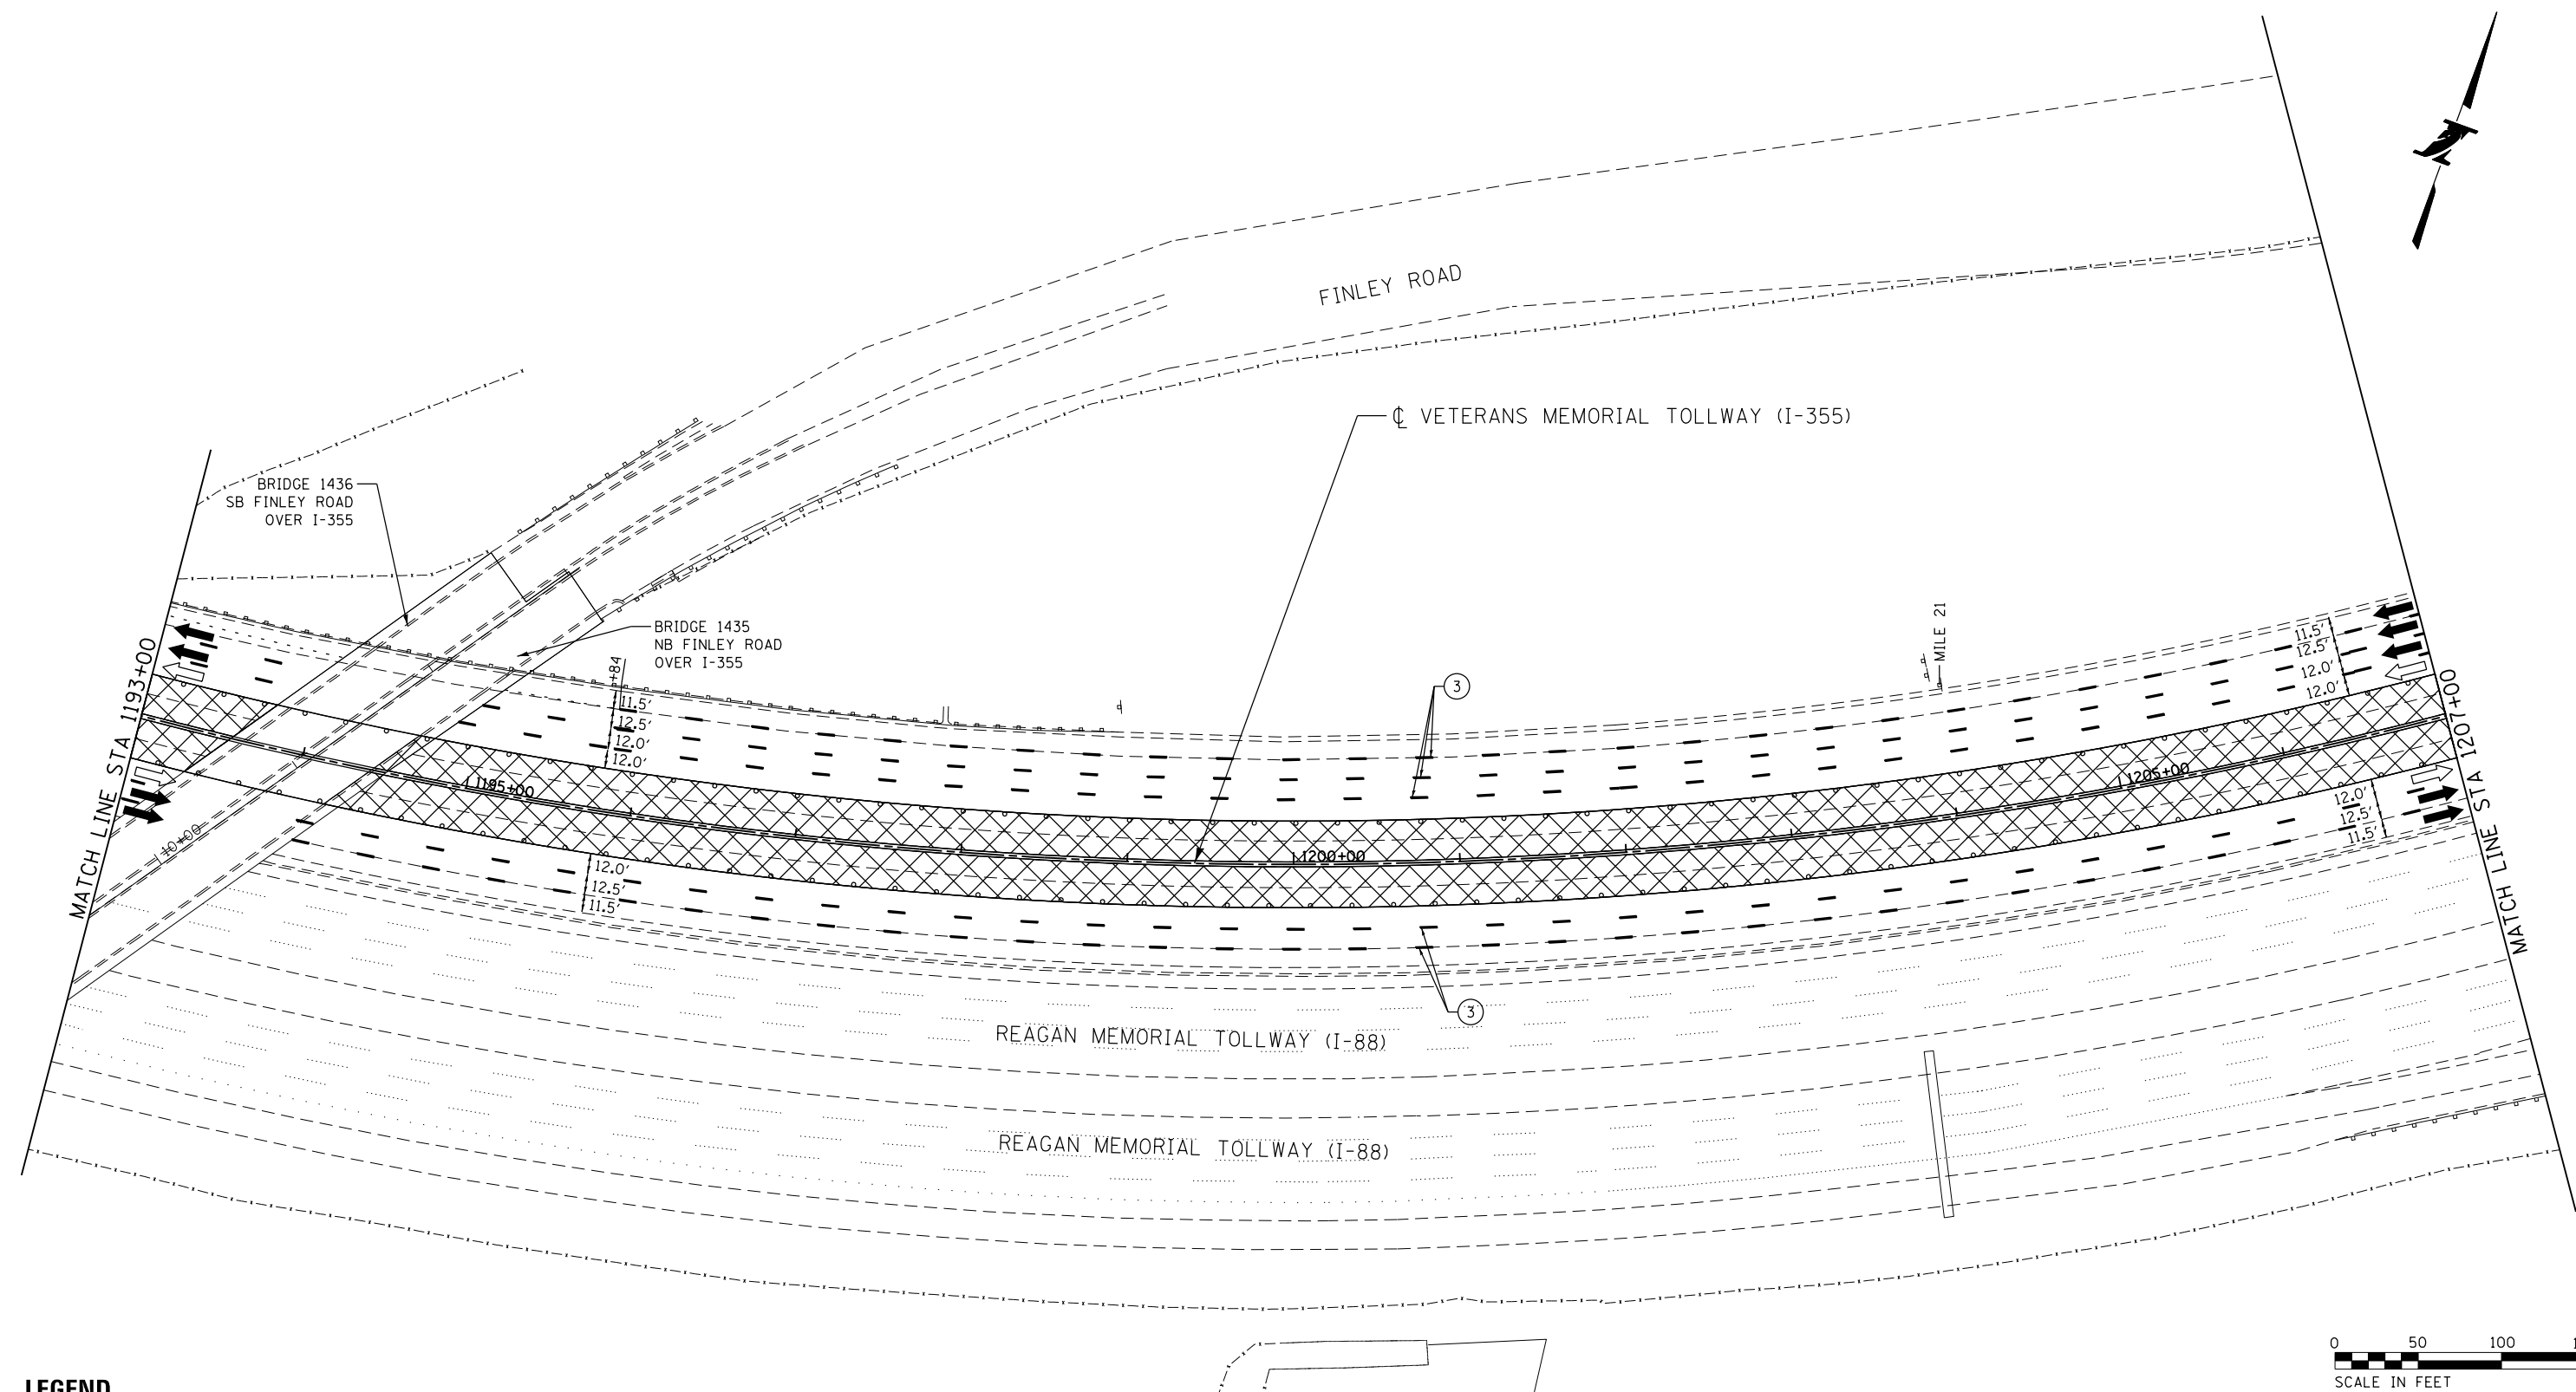 FINLEY ROAD
℄ VETERANS MEMORIAL TOLLWAY (I-355)
BRIDGE 1436
SB FINLEY ROAD
OVER I-355
BRIDGE 1435
NB FINLEY ROAD
OVER I-355
MILE 21
+84
11.5'
12.5'
12.0'
12.0'
3
11.5'
12.5'
12.0'
12.0'
MATCH LINE STA 1193+00
MATCH LINE STA 1207+00
1195+00
1200+00
1205+00
10+00
12.0'
12.5'
11.5'
12.0'
12.5'
11.5'
3
REAGAN MEMORIAL TOLLWAY (I-88)
REAGAN MEMORIAL TOLLWAY (I-88)
0 50 100
SCALE IN FEET
LEGEND